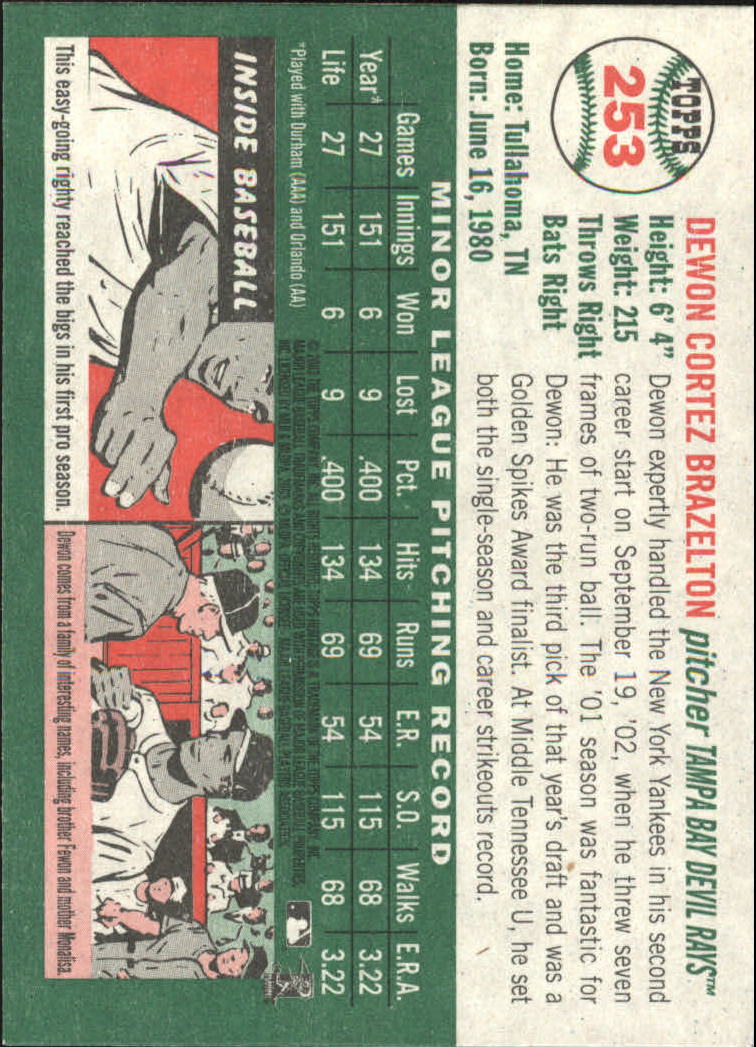 TOPPS
253
DEWON CORTEZ BRAZELTON pitcher TAMPA BAY DEVIL RAYS™
Height: 6' 4"
Weight: 215
Throws Right
Bats Right
Home: Tullahoma, TN
Born: June 16, 1980
Dewon expertly handled the New York Yankees in his second
career start on September 19, '02, when he threw seven
frames of two-run ball. The '01 season was fantastic for
Dewon: He was the third pick of that year's draft and was a
Golden Spikes Award finalist. At Middle Tennessee U, he set
both the single-season and career strikeouts record.
MINOR LEAGUE PITCHING RECORD
Games Innings Won Lost Pct. Hits Runs E.R. S.O. Walks E.R.A.
Year* 27 151 6 9 .400 134 69 54 115 68 3.22
Life 27 151 6 9 .400 134 69 54 115 68 3.22
*Played with Durham (AAA) and Orlando (AA)
INSIDE BASEBALL
This easy-going righty reached the bigs in his first pro season.
Dewon comes from a family of interesting names, including brother Fewon and mother Monalisa.